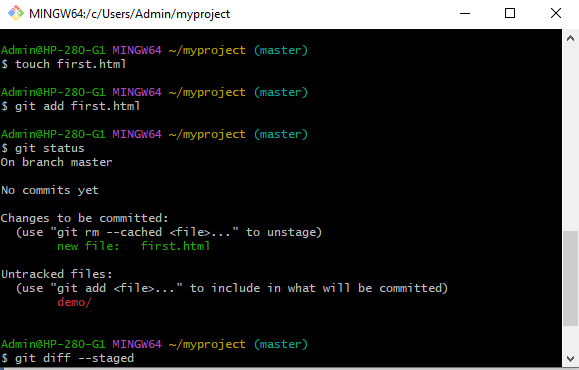 MINGW64:/c/Users/Admin/myproject
Admin@HP-280-G1 MINGW64 ~/myproject (master)
$ touch first.html
Admin@HP-280-G1 MINGW64 ~/myproject (master)
$ git add first.html
Admin@HP-280-G1 MINGW64 ~/myproject (master)
$ git status
On branch master
No commits yet
Changes to be committed:
  (use "git rm --cached <file>..." to unstage)
        new file:   first.html
Untracked files:
  (use "git add <file>..." to include in what will be committed)
        demo/
Admin@HP-280-G1 MINGW64 ~/myproject (master)
$ git diff --staged